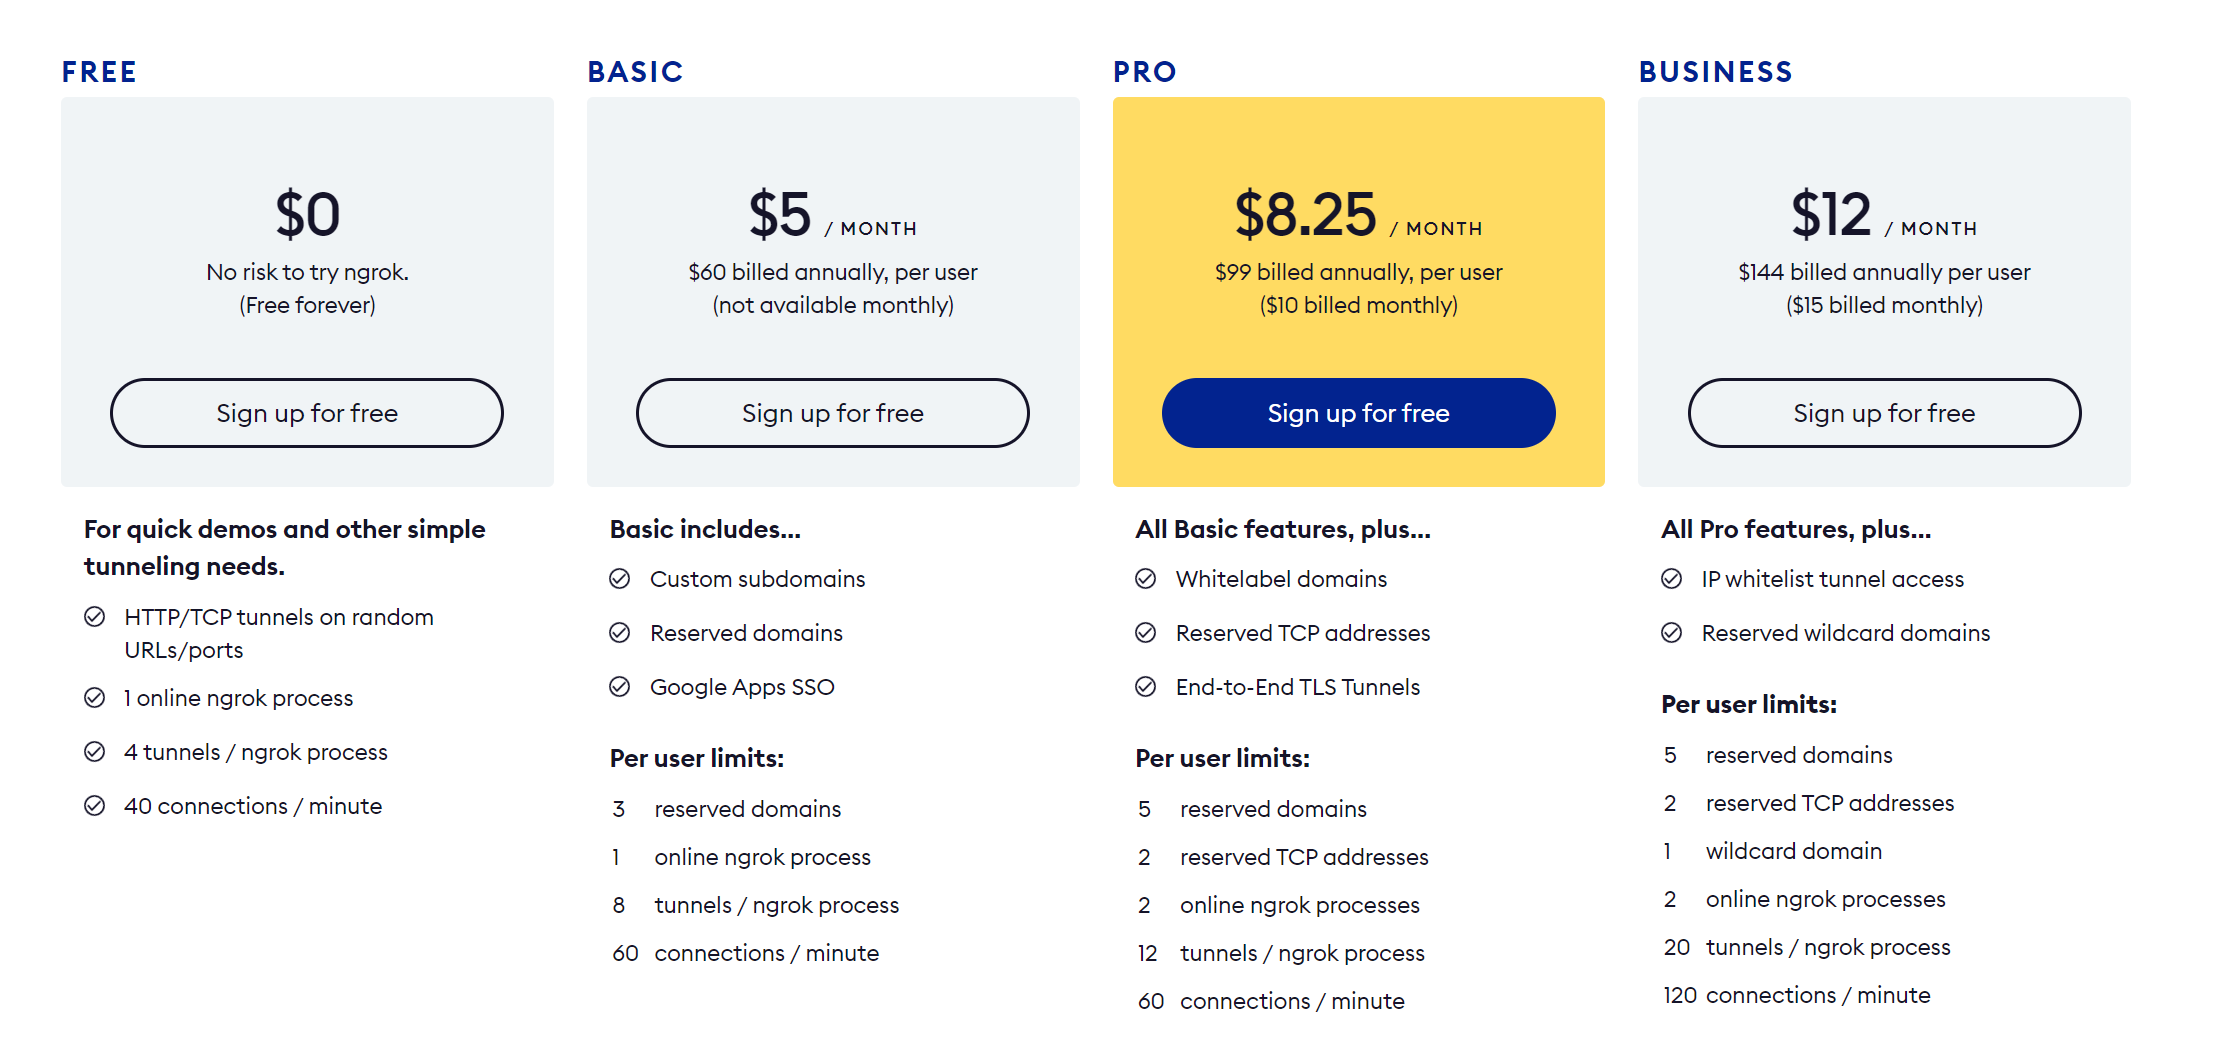 FREE
$0
No risk to try ngrok.
(Free forever)
Sign up for free
For quick demos and other simple
tunneling needs.
HTTP/TCP tunnels on random
URLs/ports
1 online ngrok process
4 tunnels / ngrok process
40 connections / minute
BASIC
$5 / MONTH
$60 billed annually, per user
(not available monthly)
Sign up for free
Basic includes...
Custom subdomains
Reserved domains
Google Apps SSO
Per user limits:
3 reserved domains
1 online ngrok process
8 tunnels / ngrok process
60 connections / minute
PRO
$8.25 / MONTH
$99 billed annually, per user
($10 billed monthly)
Sign up for free
All Basic features, plus...
Whitelabel domains
Reserved TCP addresses
End-to-End TLS Tunnels
Per user limits:
5 reserved domains
2 reserved TCP addresses
2 online ngrok processes
12 tunnels / ngrok process
60 connections / minute
BUSINESS
$12 / MONTH
$144 billed annually per user
($15 billed monthly)
Sign up for free
All Pro features, plus...
IP whitelist tunnel access
Reserved wildcard domains
Per user limits:
5 reserved domains
2 reserved TCP addresses
1 wildcard domain
2 online ngrok processes
20 tunnels / ngrok process
120 connections / minute